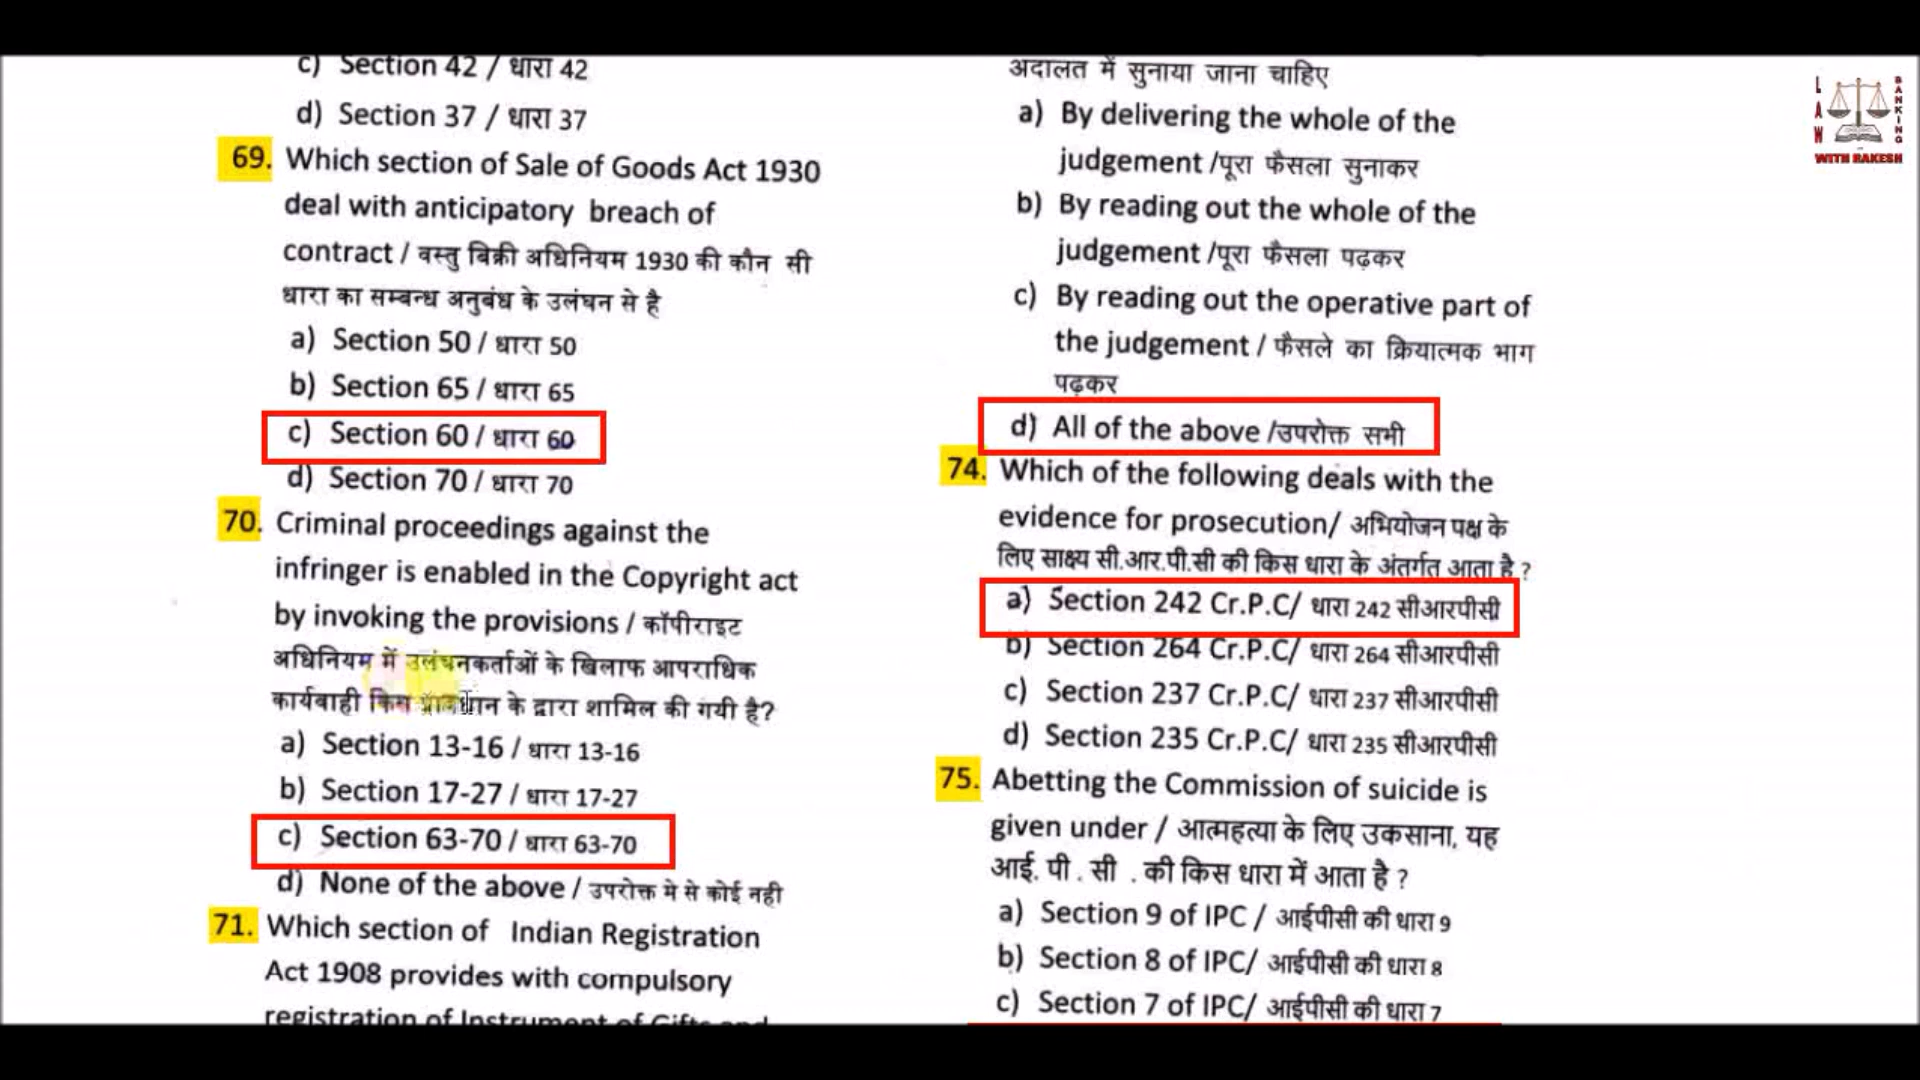 c) Section 42 / धारा 42
d) Section 37 / धारा 37
69. Which section of Sale of Goods Act 1930
deal with anticipatory breach of
contract / वस्तु बिक्री अधिनियम 1930 की कौन सी
धारा का सम्बन्ध अनुबंध के उलंघन से है
a) Section 50 / धारा 50
b) Section 65 / धारा 65
c) Section 60 / धारा 60
d) Section 70 / धारा 70
70. Criminal proceedings against the
infringer is enabled in the Copyright act
by invoking the provisions / कॉपीराइट
अधिनियम में उलंघनकर्ताओं के खिलाफ आपराधिक
कार्यवाही किस प्रावधान के द्वारा शामिल की गयी है?
a) Section 13-16 / धारा 13-16
b) Section 17-27 / धारा 17-27
c) Section 63-70 / धारा 63-70
d) None of the above / उपरोक्त मे से कोई नही
71. Which section of Indian Registration
Act 1908 provides with compulsory
registration of Instrument of Gifts and
अदालत में सुनाया जाना चाहिए
a) By delivering the whole of the
judgement /पूरा फैसला सुनाकर
b) By reading out the whole of the
judgement /पूरा फैसला पढ़कर
c) By reading out the operative part of
the judgement / फैसले का क्रियात्मक भाग
पढ़कर
d) All of the above /उपरोक्त सभी
74. Which of the following deals with the
evidence for prosecution/ अभियोजन पक्ष के
लिए साक्ष्य सी.आर.पी.सी की किस धारा के अंतर्गत आता है ?
a) Section 242 Cr.P.C/ धारा 242 सीआरपीसी
b) Section 264 Cr.P.C/ धारा 264 सीआरपीसी
c) Section 237 Cr.P.C/ धारा 237 सीआरपीसी
d) Section 235 Cr.P.C/ धारा 235 सीआरपीसी
75. Abetting the Commission of suicide is
given under / आत्महत्या के लिए उकसाना, यह
आई. पी . सी . की किस धारा में आता है ?
a) Section 9 of IPC / आईपीसी की धारा 9
b) Section 8 of IPC/ आईपीसी की धारा 8
c) Section 7 of IPC/ आईपीसी की धारा 7
LAW
BANKING
WITH RAKESH